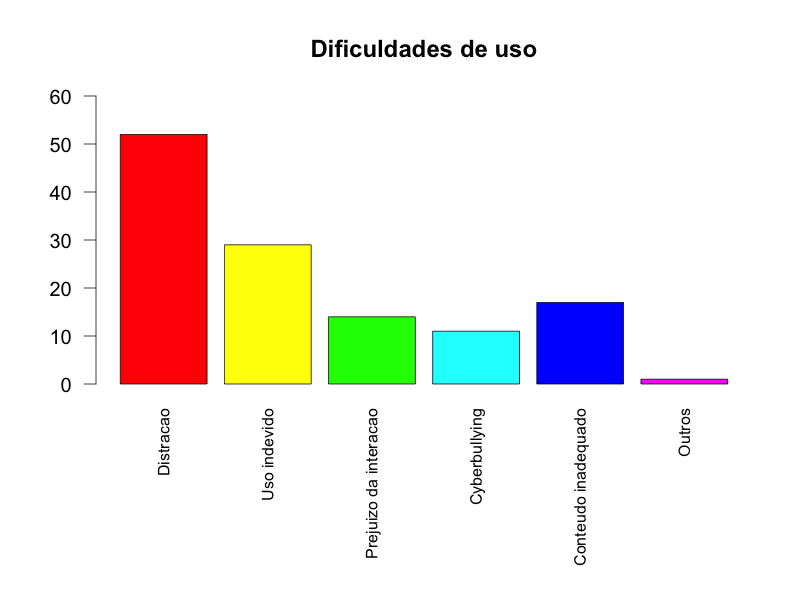 Dificuldades de uso
60
50
40
30
20
10
0
Distracao
Uso indevido
Prejuizo da interacao
Cyberbullying
Conteudo inadequado
Outros